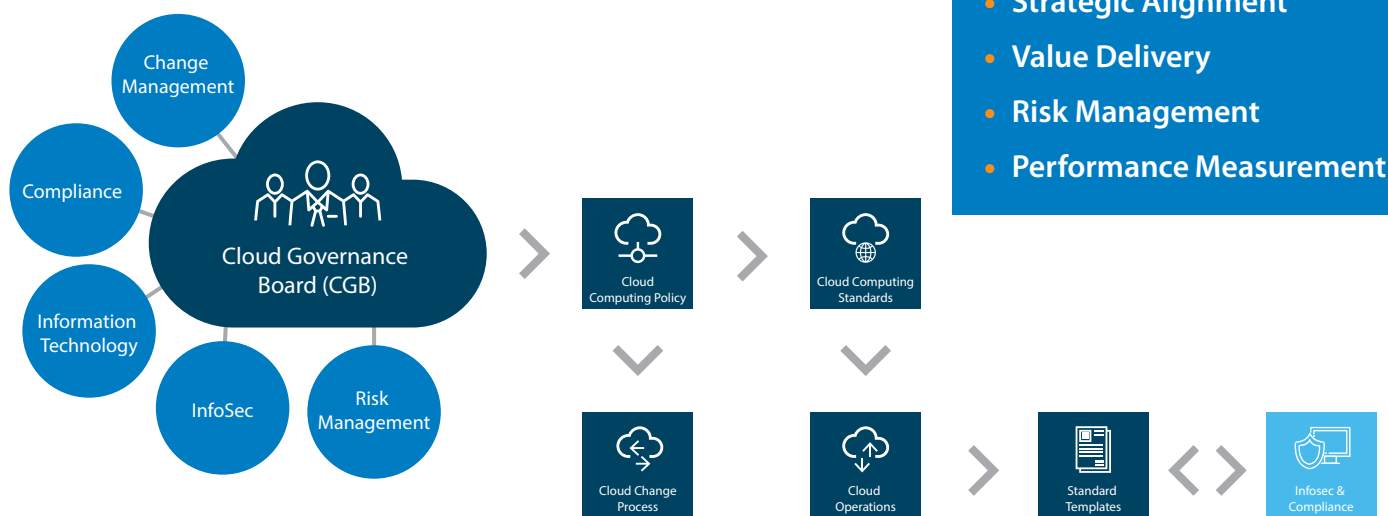 Strategic Alignment
Value Delivery
Risk Management
Performance Measurement
Change
Management
Compliance
Information
Technology
InfoSec
Risk
Management
Cloud Governance
Board (CGB)
Cloud
Computing Policy
Cloud Computing
Standards
Cloud Change
Process
Cloud
Operations
Standard
Templates
Infosec &
Compliance